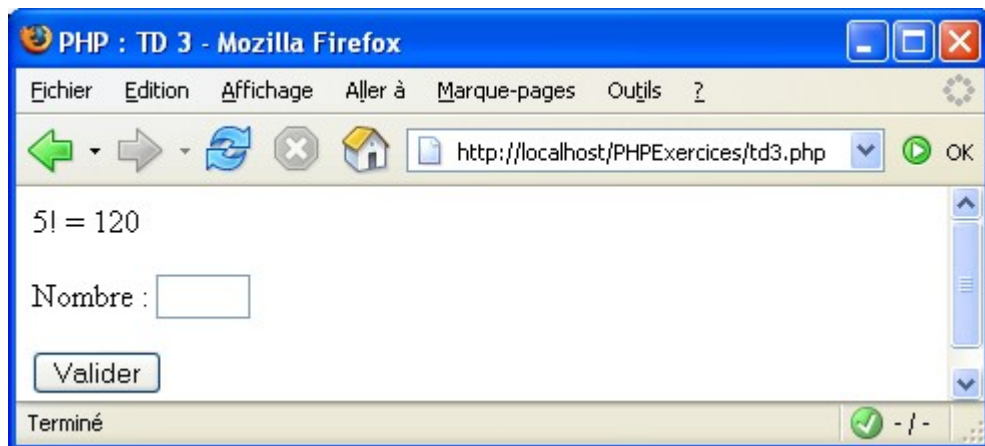 PHP : TD 3 - Mozilla Firefox
Fichier Edition Affichage Aller à Marque-pages Outils ?
http://localhost/PHPExercices/td3.php OK
5! = 120
Nombre :
Valider
Terminé - / -